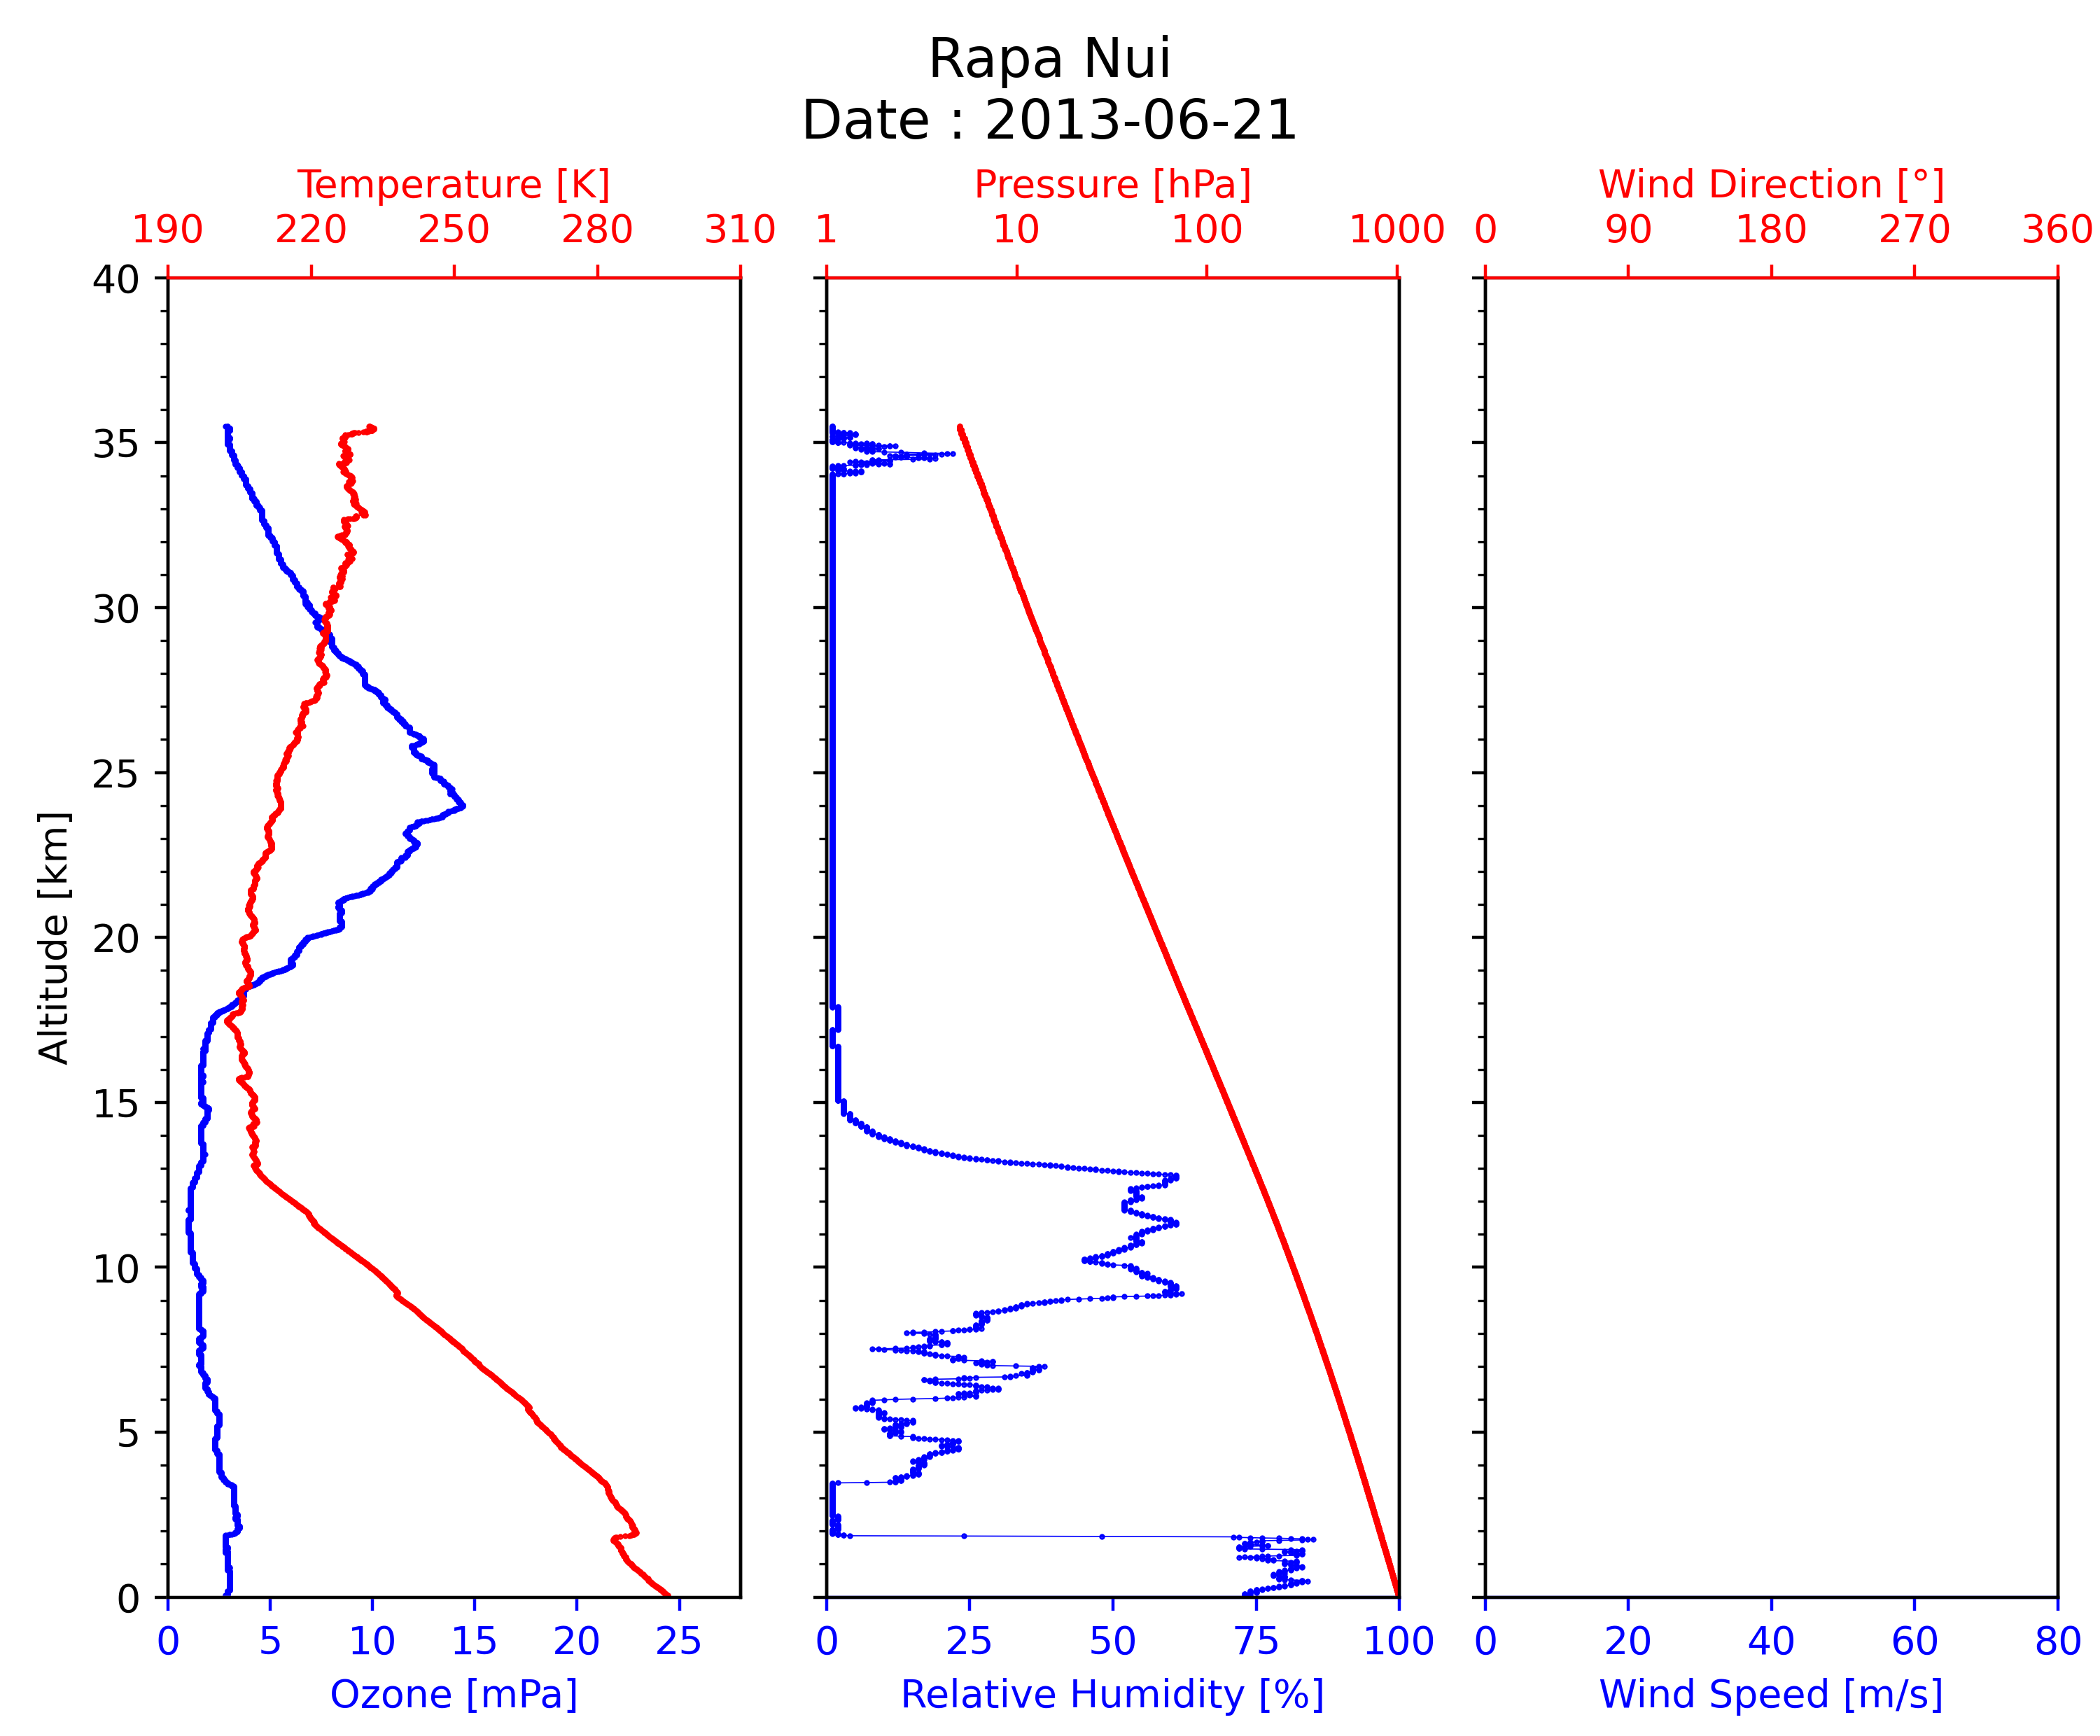 Rapa Nui
Date : 2013-06-21
Temperature [K]
190 220 250 280 310
Pressure [hPa]
1 10 100 1000
Wind Direction [°]
0 90 180 270 360
Altitude [km]
40
35
30
25
20
15
10
5
0
0 5 10 15 20 25
Ozone [mPa]
0 25 50 75 100
Relative Humidity [%]
0 20 40 60 80
Wind Speed [m/s]